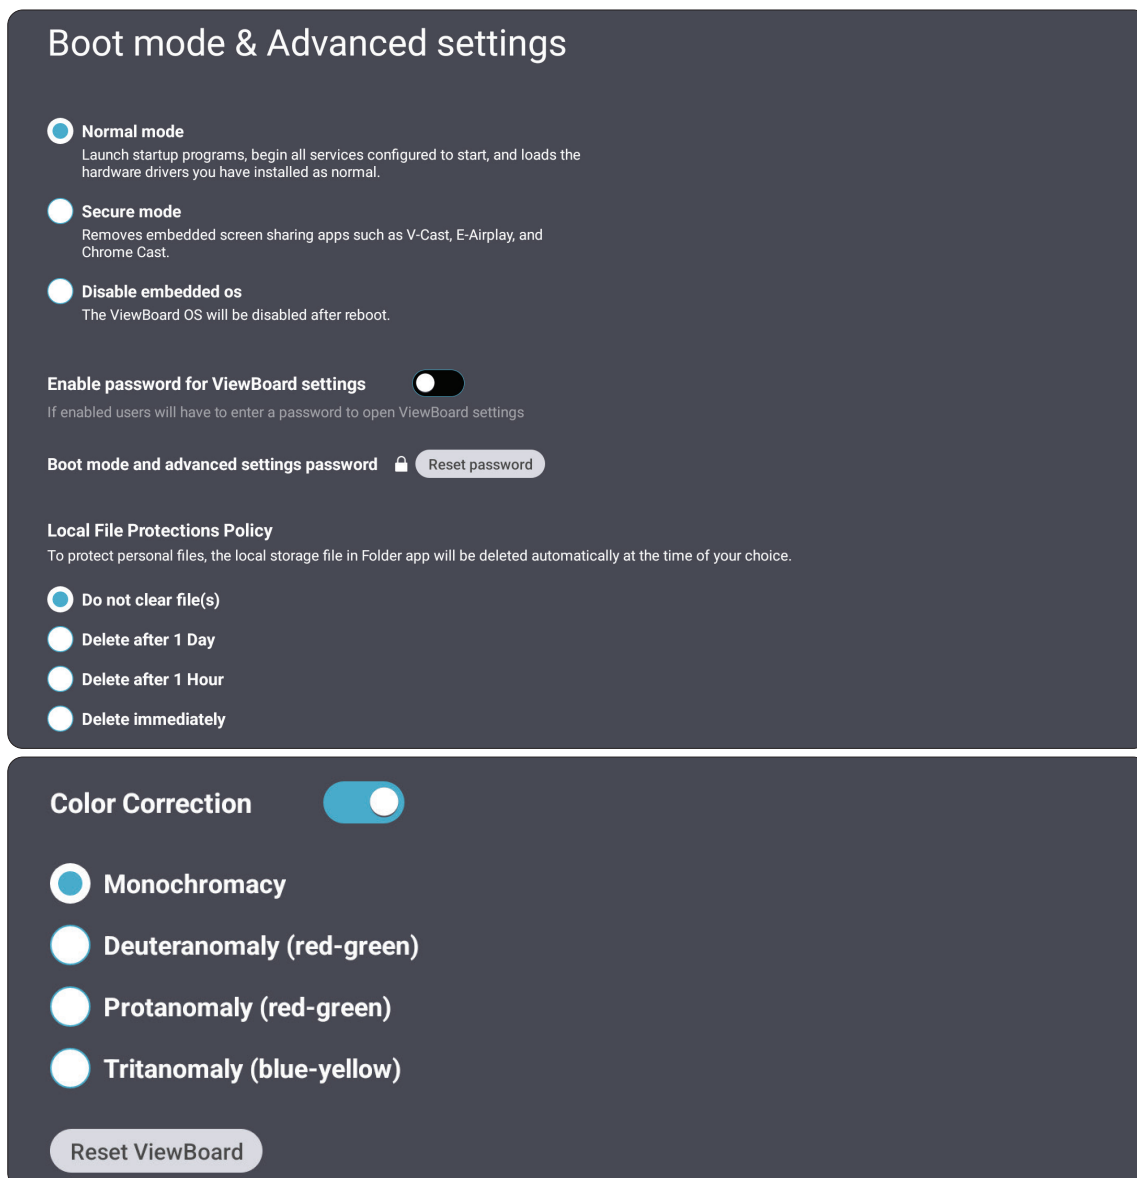 Boot mode & Advanced settings
Normal mode
Launch startup programs, begin all services configured to start, and loads the
hardware drivers you have installed as normal.
Secure mode
Removes embedded screen sharing apps such as V-Cast, E-Airplay, and
Chrome Cast.
Disable embedded os
The ViewBoard OS will be disabled after reboot.
Enable password for ViewBoard settings
If enabled users will have to enter a password to open ViewBoard settings
Boot mode and advanced settings password Reset password
Local File Protections Policy
To protect personal files, the local storage file in Folder app will be deleted automatically at the time of your choice.
Do not clear file(s)
Delete after 1 Day
Delete after 1 Hour
Delete immediately
Color Correction
Monochromacy
Deuteranomaly (red-green)
Protanomaly (red-green)
Tritanomaly (blue-yellow)
Reset ViewBoard